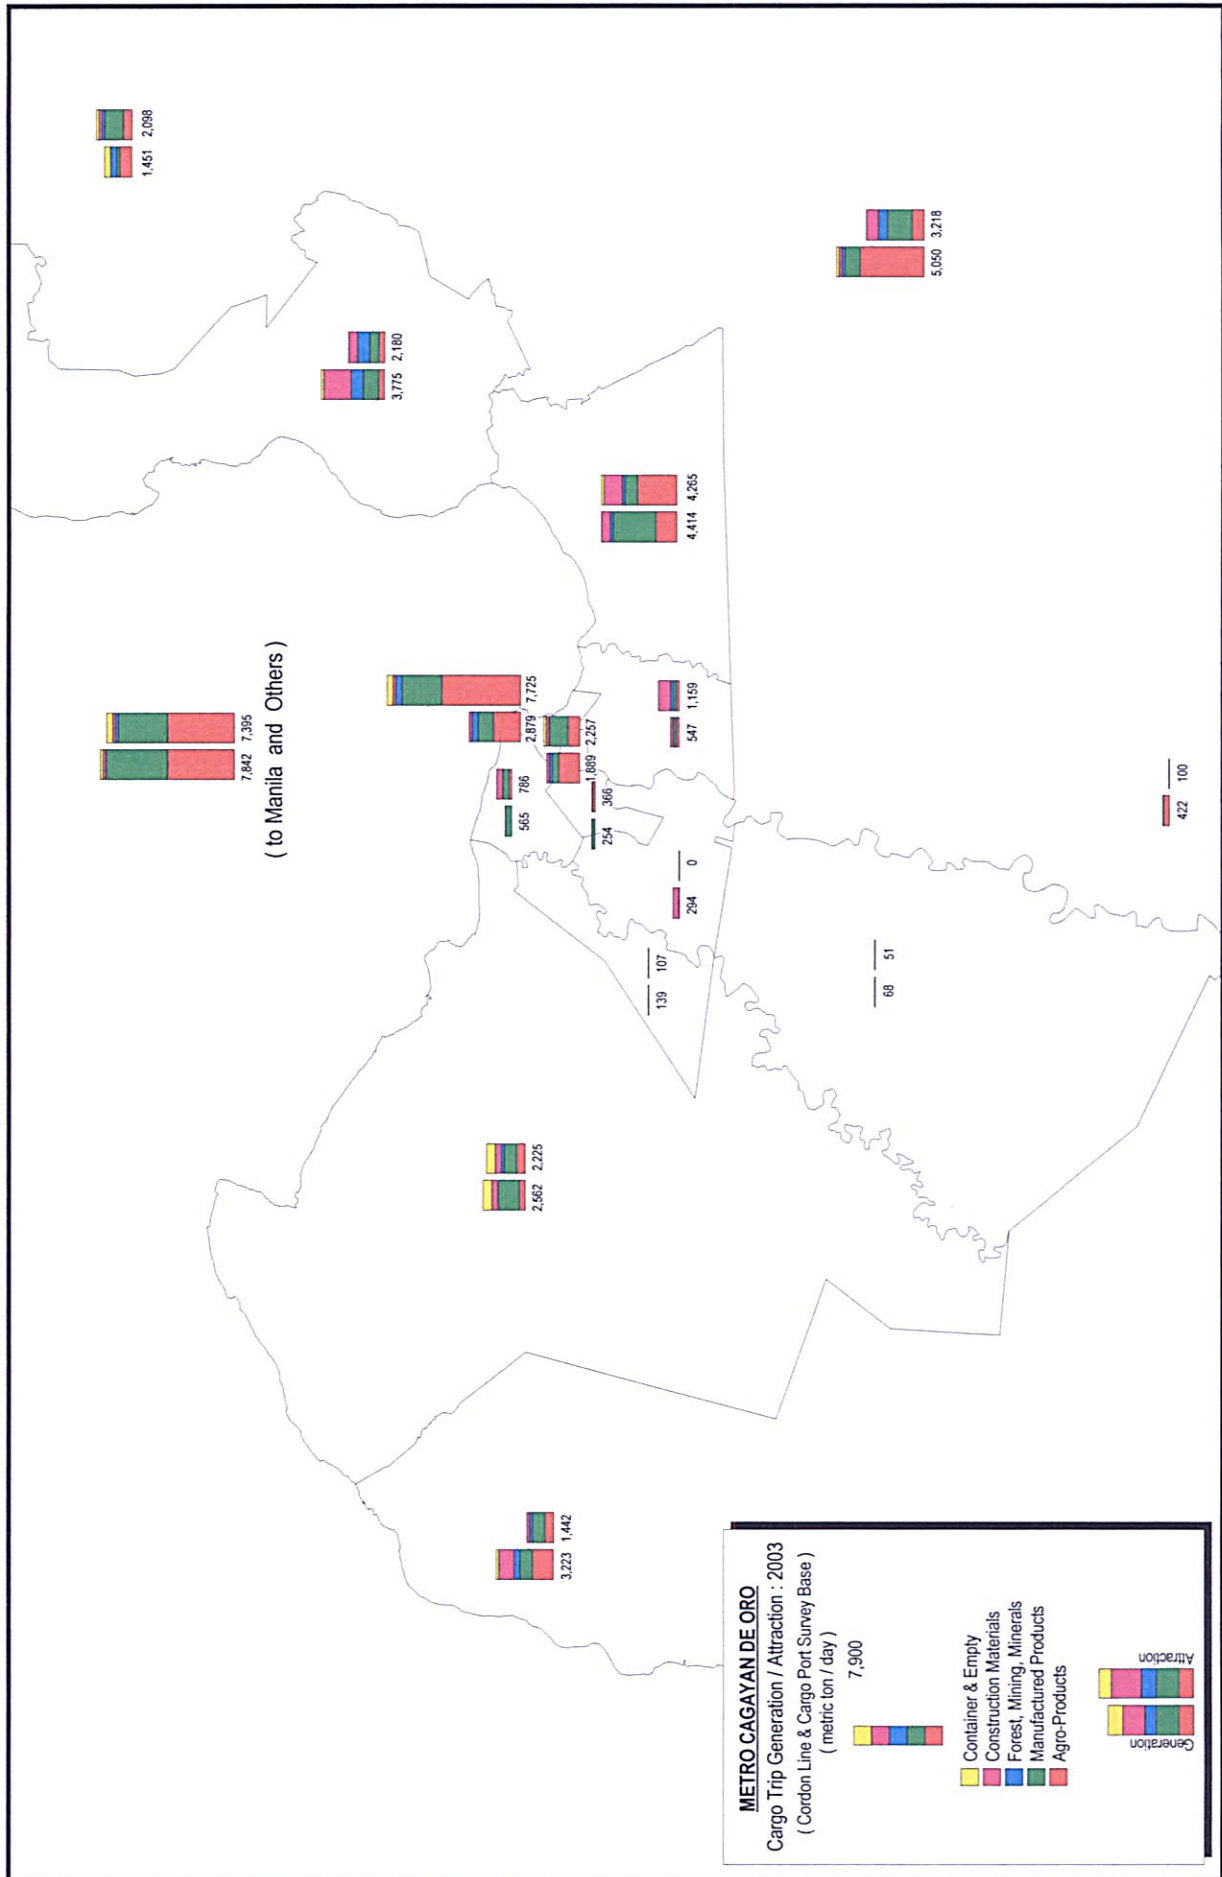 2,098
1,451
2,180
3,775
3,218
5,050
4,265
4,414
( to Manila and Others )
7,395
7,842
7,725
2,879
2,257
1,889
786
565
366
254
1,159
547
0
294
107
139
51
68
100
422
2,225
2,562
1,442
3,223
METRO CAGAYAN DE ORO
Cargo Trip Generation / Attraction : 2003
( Cordon Line & Cargo Port Survey Base )
( metric ton / day )
7,900
Container & Empty
Construction Materials
Forest, Mining, Minerals
Manufactured Products
Agro-Products
Generation
Attraction